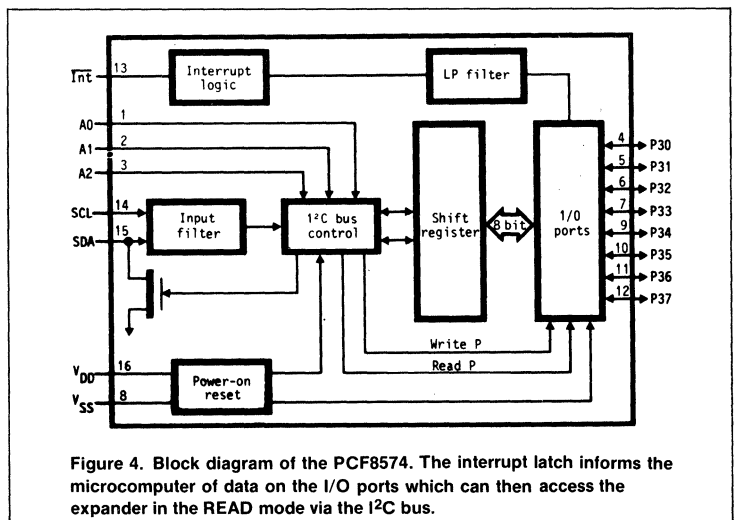 Int 13
Interrupt logic
LP filter
A0 1
A1 2
A2 3
SCL 14
SDA 15
Input filter
I²C bus control
Shift register
8 bit
I/O ports
4 P30
5 P31
6 P32
7 P33
9 P34
10 P35
11 P36
12 P37
Write P
Read P
VDD 16
VSS 8
Power-on reset
Figure 4. Block diagram of the PCF8574. The interrupt latch informs the
microcomputer of data on the I/O ports which can then access the
expander in the READ mode via the I²C bus.